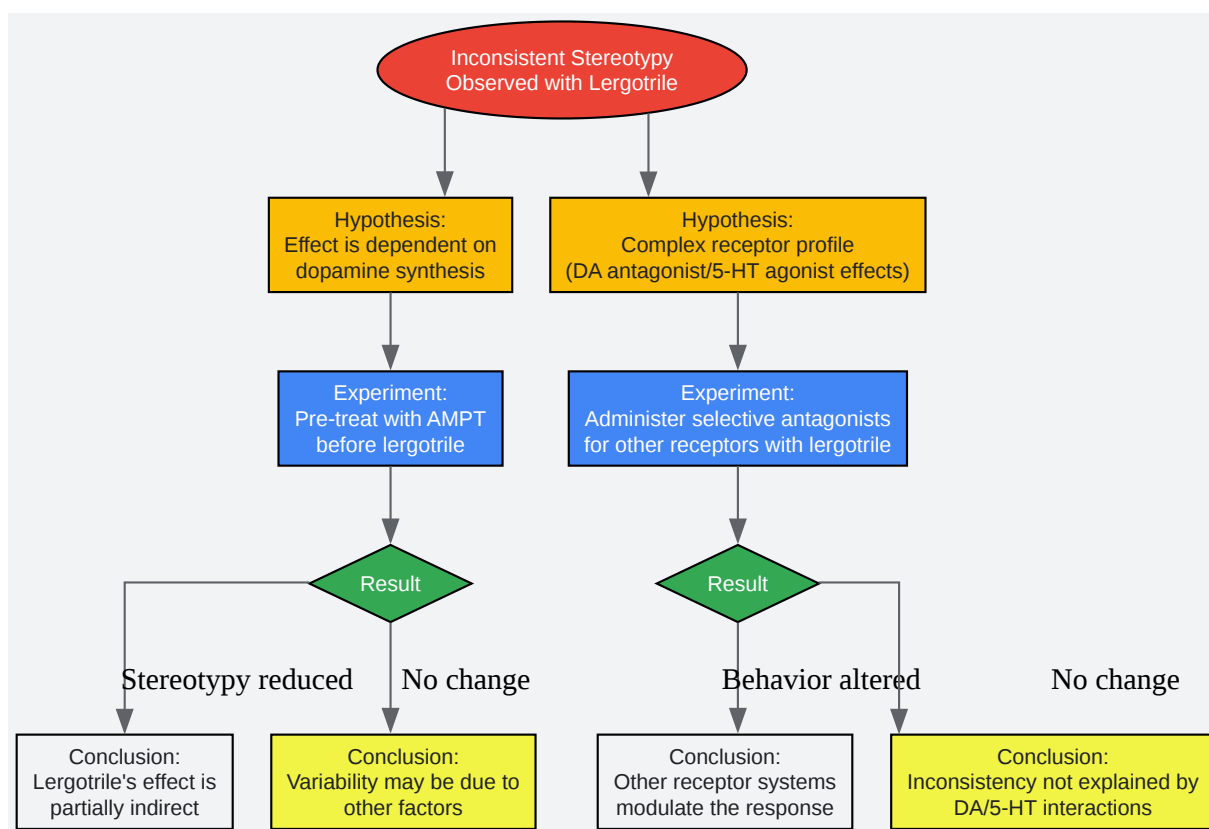 Inconsistent Stereotypy
Observed with Lergotrile
Hypothesis:
Effect is dependent on
dopamine synthesis
Hypothesis:
Complex receptor profile
(DA antagonist/5-HT agonist effects)
Experiment:
Pre-treat with AMPT
before lergotrile
Experiment:
Administer selective antagonists
for other receptors with lergotrile
Result
Result
Stereotypy reduced
No change
Behavior altered
No change
Conclusion:
Lergotrile's effect is
partially indirect
Conclusion:
Variability may be due to
other factors
Conclusion:
Other receptor systems
modulate the response
Conclusion:
Inconsistency not explained by
DA/5-HT interactions